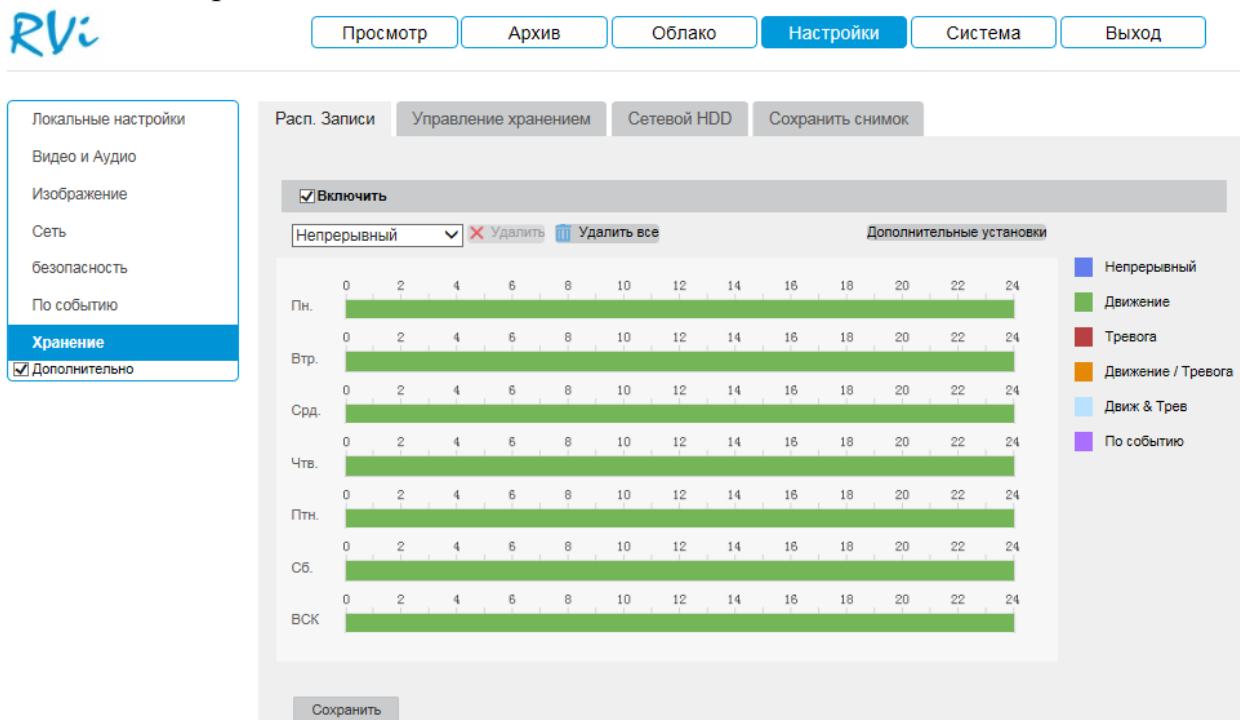 RVi
Просмотр Архив Облако Настройки Система Выход
Локальные настройки
Видео и Аудио
Изображение
Сеть
безопасность
По событию
Хранение
Дополнительно
Расп. Записи Управление хранением Сетевой HDD Сохранить снимок
Включить
Непрерывный Удалить Удалить все Дополнительные установки
0 2 4 6 8 10 12 14 16 18 20 22 24
Пн.
0 2 4 6 8 10 12 14 16 18 20 22 24
Втр.
0 2 4 6 8 10 12 14 16 18 20 22 24
Срд.
0 2 4 6 8 10 12 14 16 18 20 22 24
Чтв.
0 2 4 6 8 10 12 14 16 18 20 22 24
Птн.
0 2 4 6 8 10 12 14 16 18 20 22 24
Сб.
0 2 4 6 8 10 12 14 16 18 20 22 24
ВСК
Непрерывный
Движение
Тревога
Движение / Тревога
Движ & Трев
По событию
Сохранить